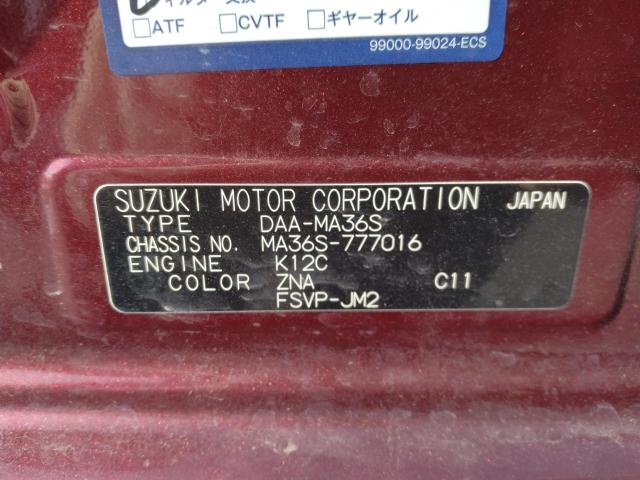 ATF □CVTF □ギヤーオイル
99000-99024-ECS
SUZUKI MOTOR CORPORATION JAPAN
TYPE DAA-MA36S
CHASSIS NO. MA36S-777016
ENGINE K12C
COLOR ZNA C11
FSVP-JM2